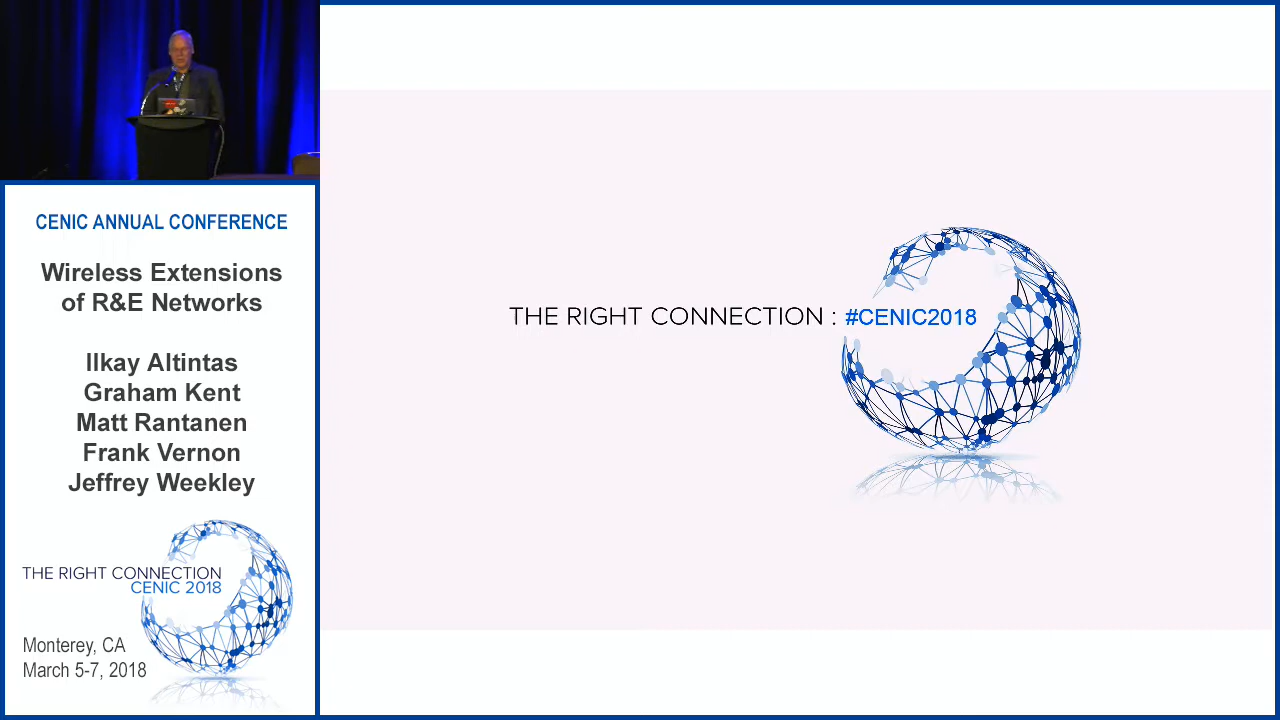 CENIC ANNUAL CONFERENCE
Wireless Extensions
of R&E Networks
Ilkay Altintas
Graham Kent
Matt Rantanen
Frank Vernon
Jeffrey Weekley
THE RIGHT CONNECTION
CENIC 2018
Monterey, CA
March 5-7, 2018
THE RIGHT CONNECTION : #CENIC2018